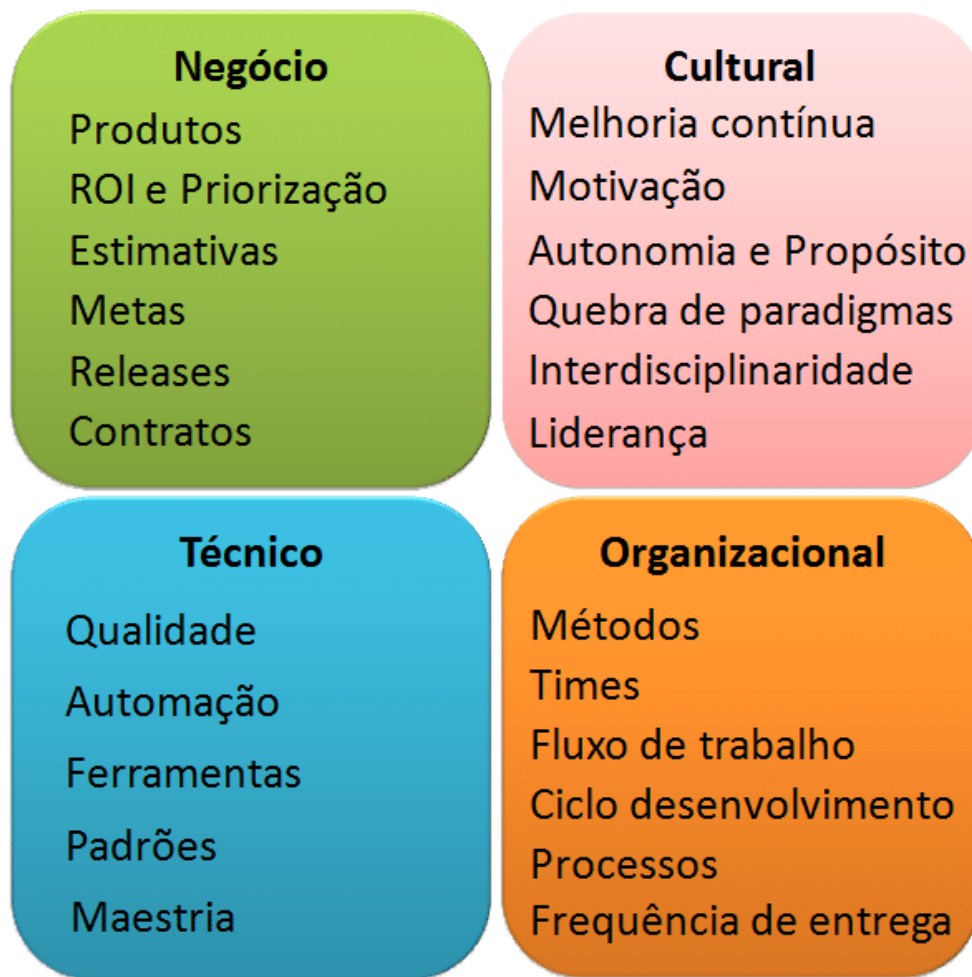 Negócio
Produtos
ROI e Priorização
Estimativas
Metas
Releases
Contratos
Cultural
Melhoria contínua
Motivação
Autonomia e Propósito
Quebra de paradigmas
Interdisciplinaridade
Liderança
Técnico
Qualidade
Automação
Ferramentas
Padrões
Maestria
Organizacional
Métodos
Times
Fluxo de trabalho
Ciclo desenvolvimento
Processos
Frequência de entrega